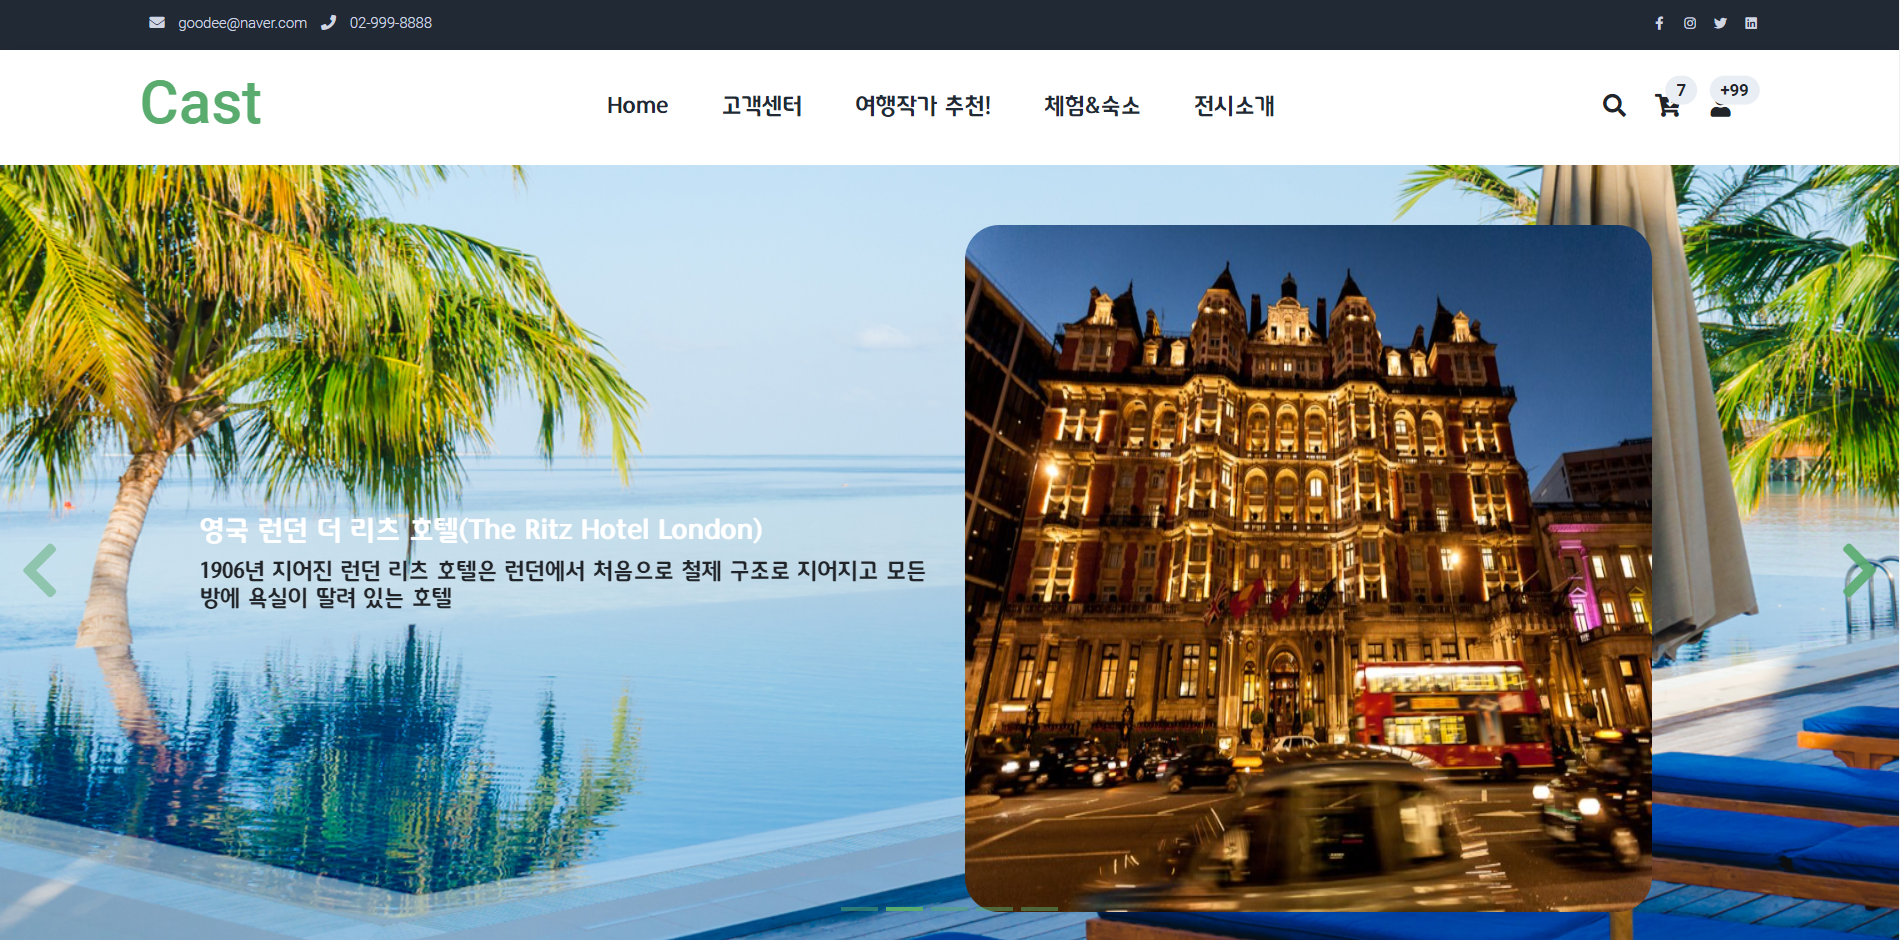 goodee@naver.com 02-999-8888
Cast
Home 고객센터 여행작가 추천! 체험&숙소 전시소개
7 +99
영국 런던 더 리츠 호텔(The Ritz Hotel London)
1906년 지어진 런던 리츠 호텔은 런던에서 처음으로 철제 구조로 지어지고 모든
방에 욕실이 딸려 있는 호텔